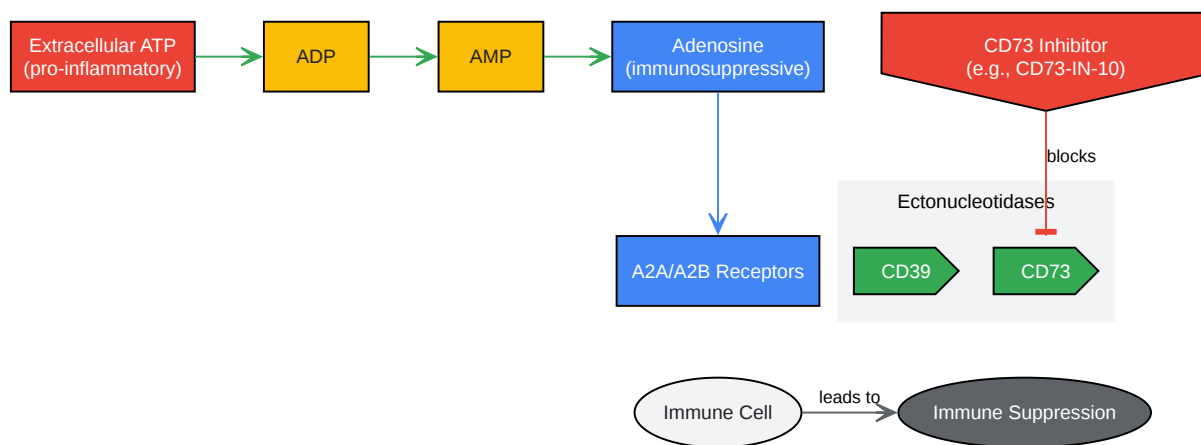 Extracellular ATP
(pro-inflammatory)
ADP
AMP
Adenosine
(immunosuppressive)
CD73 Inhibitor
(e.g., CD73-IN-10)
blocks
Ectonucleotidases
A2A/A2B Receptors
CD39
CD73
Immune Cell
leads to
Immune Suppression